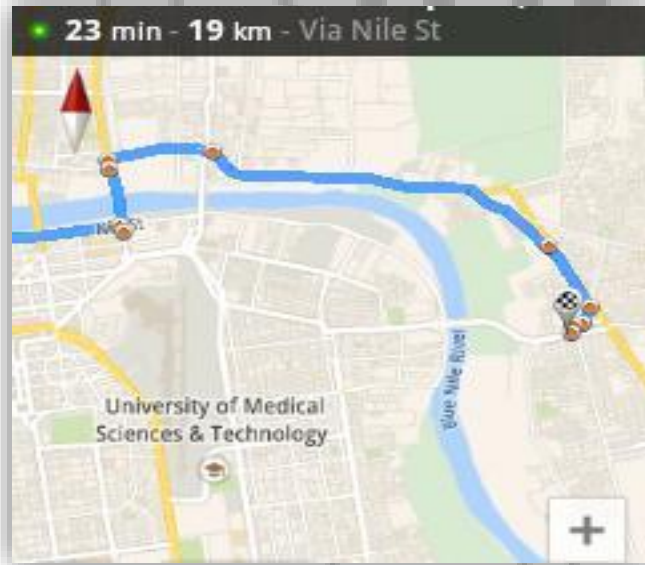 23 min - 19 km - Via Nile St
University of Medical
Sciences & Technology
Blue Nile River
+